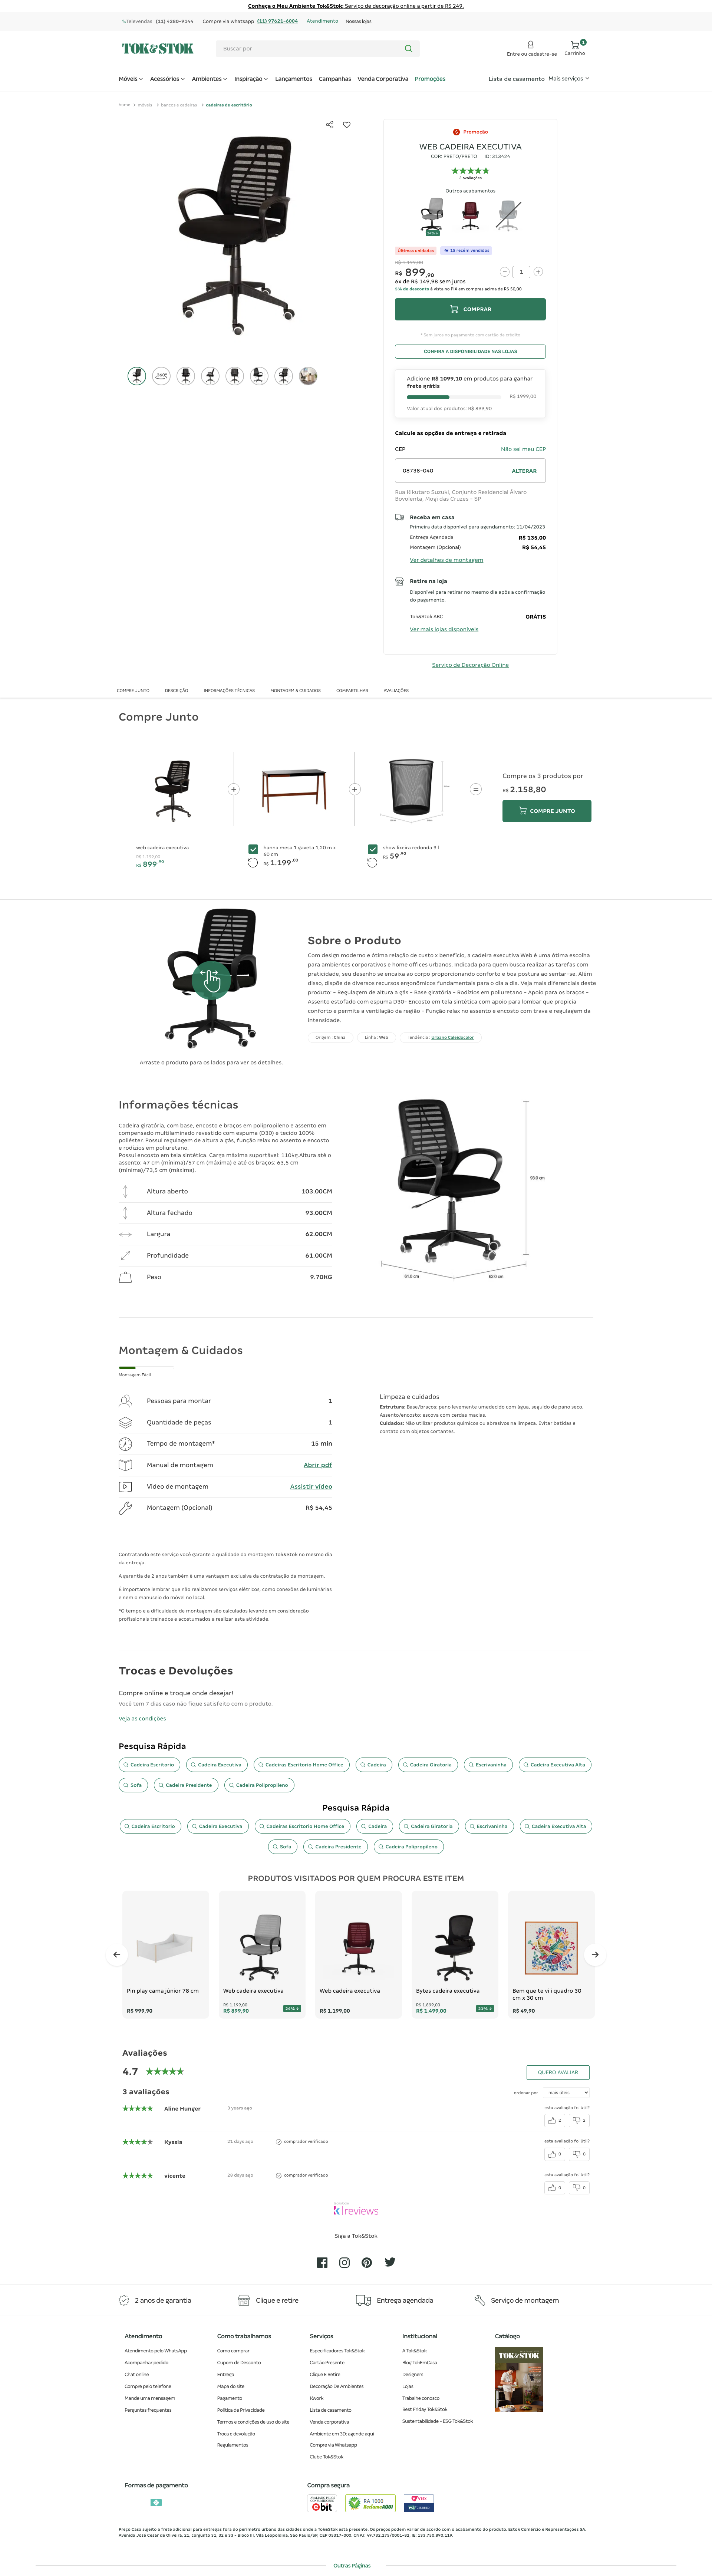 Conheça o Meu Ambiente Tok&Stok: Serviço de decoração online a partir de R$ 249.
Televendas (11) 4280-9144 Compre via whatsapp (11) 97621-6004 Atendimento Nossas lojas
TOK&STOK
Buscar por
Entre ou cadastre-se
1
Carrinho
Móveis Acessórios Ambientes Inspiração Lançamentos Campanhas Venda Corporativa Promoções Lista de casamento Mais serviços
home móveis bancos e cadeiras cadeiras de escritório
Promoção
WEB CADEIRA EXECUTIVA
COR: PRETO/PRETO ID: 313424
3 avaliações
Outros acabamentos
Últimas unidades 15 recém vendidos
R$ 1.199,00
R$ 899,90
1
6x de R$ 149,98 sem juros
5% de desconto à vista no PIX em compras acima de R$ 50,00
COMPRAR
* Sem juros no pagamento com cartão de crédito
CONFIRA A DISPONIBILIDADE NAS LOJAS
360º
Adicione R$ 1099,10 em produtos para ganhar
frete grátis
R$ 1999,00
Valor atual dos produtos: R$ 899,90
Calcule as opções de entrega e retirada
CEP Não sei meu CEP
08738-040 ALTERAR
Rua Kikutaro Suzuki, Conjunto Residencial Álvaro
Bovolenta, Mogi das Cruzes - SP
Receba em casa
Primeira data disponível para agendamento: 11/04/2023
Entrega Agendada R$ 135,00
Montagem (Opcional) R$ 54,45
Ver detalhes de montagem
Retire na loja
Disponível para retirar no mesmo dia após a confirmação
do pagamento.
Tok&Stok ABC GRÁTIS
Ver mais lojas disponíveis
Serviço de Decoração Online
COMPRE JUNTO DESCRIÇÃO INFORMAÇÕES TÉCNICAS MONTAGEM & CUIDADOS COMPARTILHAR AVALIAÇÕES
Compre Junto
Compre os 3 produtos por
R$ 2.158,80
COMPRE JUNTO
web cadeira executiva
R$ 1.199,00
R$ 899,90
hanna mesa 1 gaveta 1,20 m x
60 cm
R$ 1.199,00
show lixeira redonda 9 l
R$ 59,90
Sobre o Produto
Com design moderno e ótima relação de custo x benefício, a cadeira executiva Web é uma ótima escolha
para ambientes corporativos e home offices urbanos. Indicada para quem busca realizar as tarefas com
praticidade, seu desenho se encaixa ao corpo proporcionando conforto e boa postura ao sentar-se. Além
disso, dispõe de diversos recursos ergonômicos fundamentais para o dia a dia. Veja mais diferenciais deste
produto: - Regulagem de altura a gás - Base giratória - Rodízios em poliuretano - Apoio para os braços -
Assento estofado com espuma D30- Encosto em tela sintética com apoio para lombar que propicia
conforto e permite a ventilação da região - Função relax no assento e encosto com trava e regulagem da
intensidade.
Origem : China Linha : Web Tendência : Urbano Caleidocolor
Arraste o produto para os lados para ver os detalhes.
Informações técnicas
Cadeira giratória, com base, encosto e braços em polipropileno e assento em
compensado multilaminado revestido com espuma (D30) e tecido 100%
poliéster. Possui regulagem de altura a gás, função relax no assento e encosto
e rodízios em polietirano.
Possui encosto em tela sintética. Carga máxima suportável: 110kg Altura até o
assento: 47 cm (mínima)/57 cm (máxima) e até os braços: 63,5 cm
(mínima)/73,5 cm (máxima).
Altura aberto 103.00CM
Altura fechado 93.00CM
Largura 62.00CM
Profundidade 61.00CM
Peso 9.70KG
93.0 cm
61.0 cm
62.0 cm
Montagem & Cuidados
Montagem Fácil
Pessoas para montar 1
Quantidade de peças 1
Tempo de montagem* 15 min
Manual de montagem Abrir pdf
Vídeo de montagem Assistir vídeo
Montagem (Opcional) R$ 54,45
Limpeza e cuidados
Estrutura: Base/braços: pano levemente umedecido com água, seguido de pano seco.
Assento/encosto: escova com cerdas macias.
Cuidados: Não utilizar produtos químicos ou abrasivos na limpeza. Evitar batidas e
contato com objetos cortantes.
Contratando este serviço você garante a qualidade da montagem Tok&Stok no mesmo dia
da entrega.
A garantia de 2 anos também é uma vantagem exclusiva da contratação da montagem.
É importante lembrar que não realizamos serviços elétricos, como conexões de luminárias
e nem o manuseio do móvel no local.
*O tempo e a dificuldade de montagem são calculados levando em consideração
profissionais treinados e acostumados a realizar esta atividade.
Trocas e Devoluções
Compre online e troque onde desejar!
Você tem 7 dias caso não fique satisfeito com o produto.
Veja as condições
Pesquisa Rápida
Cadeira Escritorio Cadeira Executiva Cadeiras Escritorio Home Office Cadeira Cadeira Giratoria Escrivaninha Cadeira Executiva Alta
Sofa Cadeira Presidente Cadeira Polipropileno
Pesquisa Rápida
Cadeira Escritorio Cadeira Executiva Cadeiras Escritorio Home Office Cadeira Cadeira Giratoria Escrivaninha Cadeira Executiva Alta
Sofa Cadeira Presidente Cadeira Polipropileno
PRODUTOS VISITADOS POR QUEM PROCURA ESTE ITEM
Pin play cama júnior 78 cm
R$ 999,90
Web cadeira executiva
R$ 1.199,00
R$ 899,90 24%
Web cadeira executiva
R$ 1.199,00
Bytes cadeira executiva
R$ 1.899,00
R$ 1.499,00 22%
Bem que te vi i quadro 30
cm x 30 cm
R$ 49,90
Avaliações
4.7
QUERO AVALIAR
3 avaliações
ordenar por mais úteis
Aline Hunger 3 years ago esta avaliação foi útil?
2 2
Kyssia 21 days ago comprador verificado esta avaliação foi útil?
0 0
vicente 28 days ago comprador verificado esta avaliação foi útil?
0 0
k|reviews
Siga a Tok&Stok
2 anos de garantia Clique e retire Entrega agendada Serviço de montagem
Atendimento
Atendimento pelo WhatsApp
Acompanhar pedido
Chat online
Compre pelo telefone
Mande uma mensagem
Perguntas frequentes
Como trabalhamos
Como comprar
Cupom de Desconto
Entrega
Mapa do site
Pagamento
Política de Privacidade
Termos e condições de uso do site
Troca e devolução
Regulamentos
Serviços
Especificadores Tok&Stok
Cartão Presente
Clique E Retire
Decoração De Ambientes
Kwork
Lista de casamento
Venda corporativa
Ambiente em 3D: agende aqui
Compre via Whatsapp
Clube Tok&Stok
Institucional
A Tok&Stok
Blog TokEmCasa
Designers
Lojas
Trabalhe conosco
Best Friday Tok&Stok
Sustentabilidade - ESG Tok&Stok
Catálogo
TOK&STOK
Formas de pagamento
Compra segura
Obit
RA 1000
ReclameAQUI
vtex
Preço Casa sujeito a frete adicional para entregas fora do perímetro urbano das cidades onde a Tok&Stok está presente. Os preços podem variar de acordo com o acabamento do produto. Estok Comércio e Representações SA
Avenida José Cesar de Oliveira, 21, conjunto 31, 32 e 33 - Bloco III, Vila Leopoldina, São Paulo/SP, CEP 05317-000. CNPJ: 49.732.175/0001-82, IE: 133.750.890.119
Outras Páginas